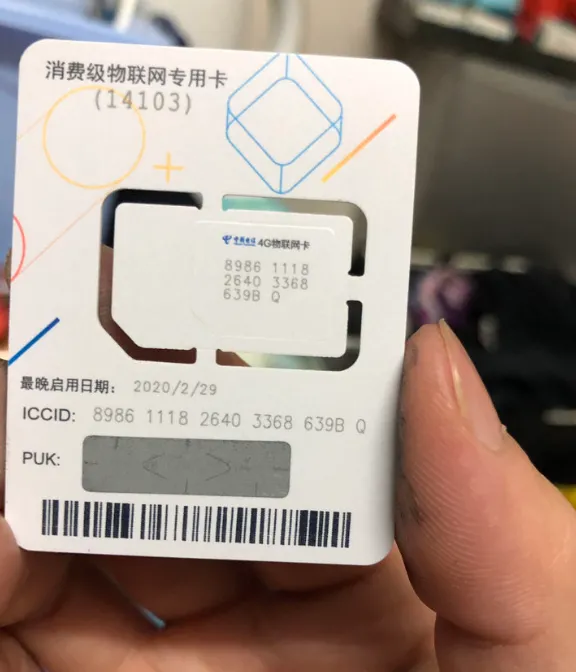 消费级物联网专用卡
(14103)
中国电信 4G物联网卡
8986 1118
2640 3368
639B Q
最晚启用日期: 2020/2/29
ICCID: 8986 1118 2640 3368 639B Q
PUK: